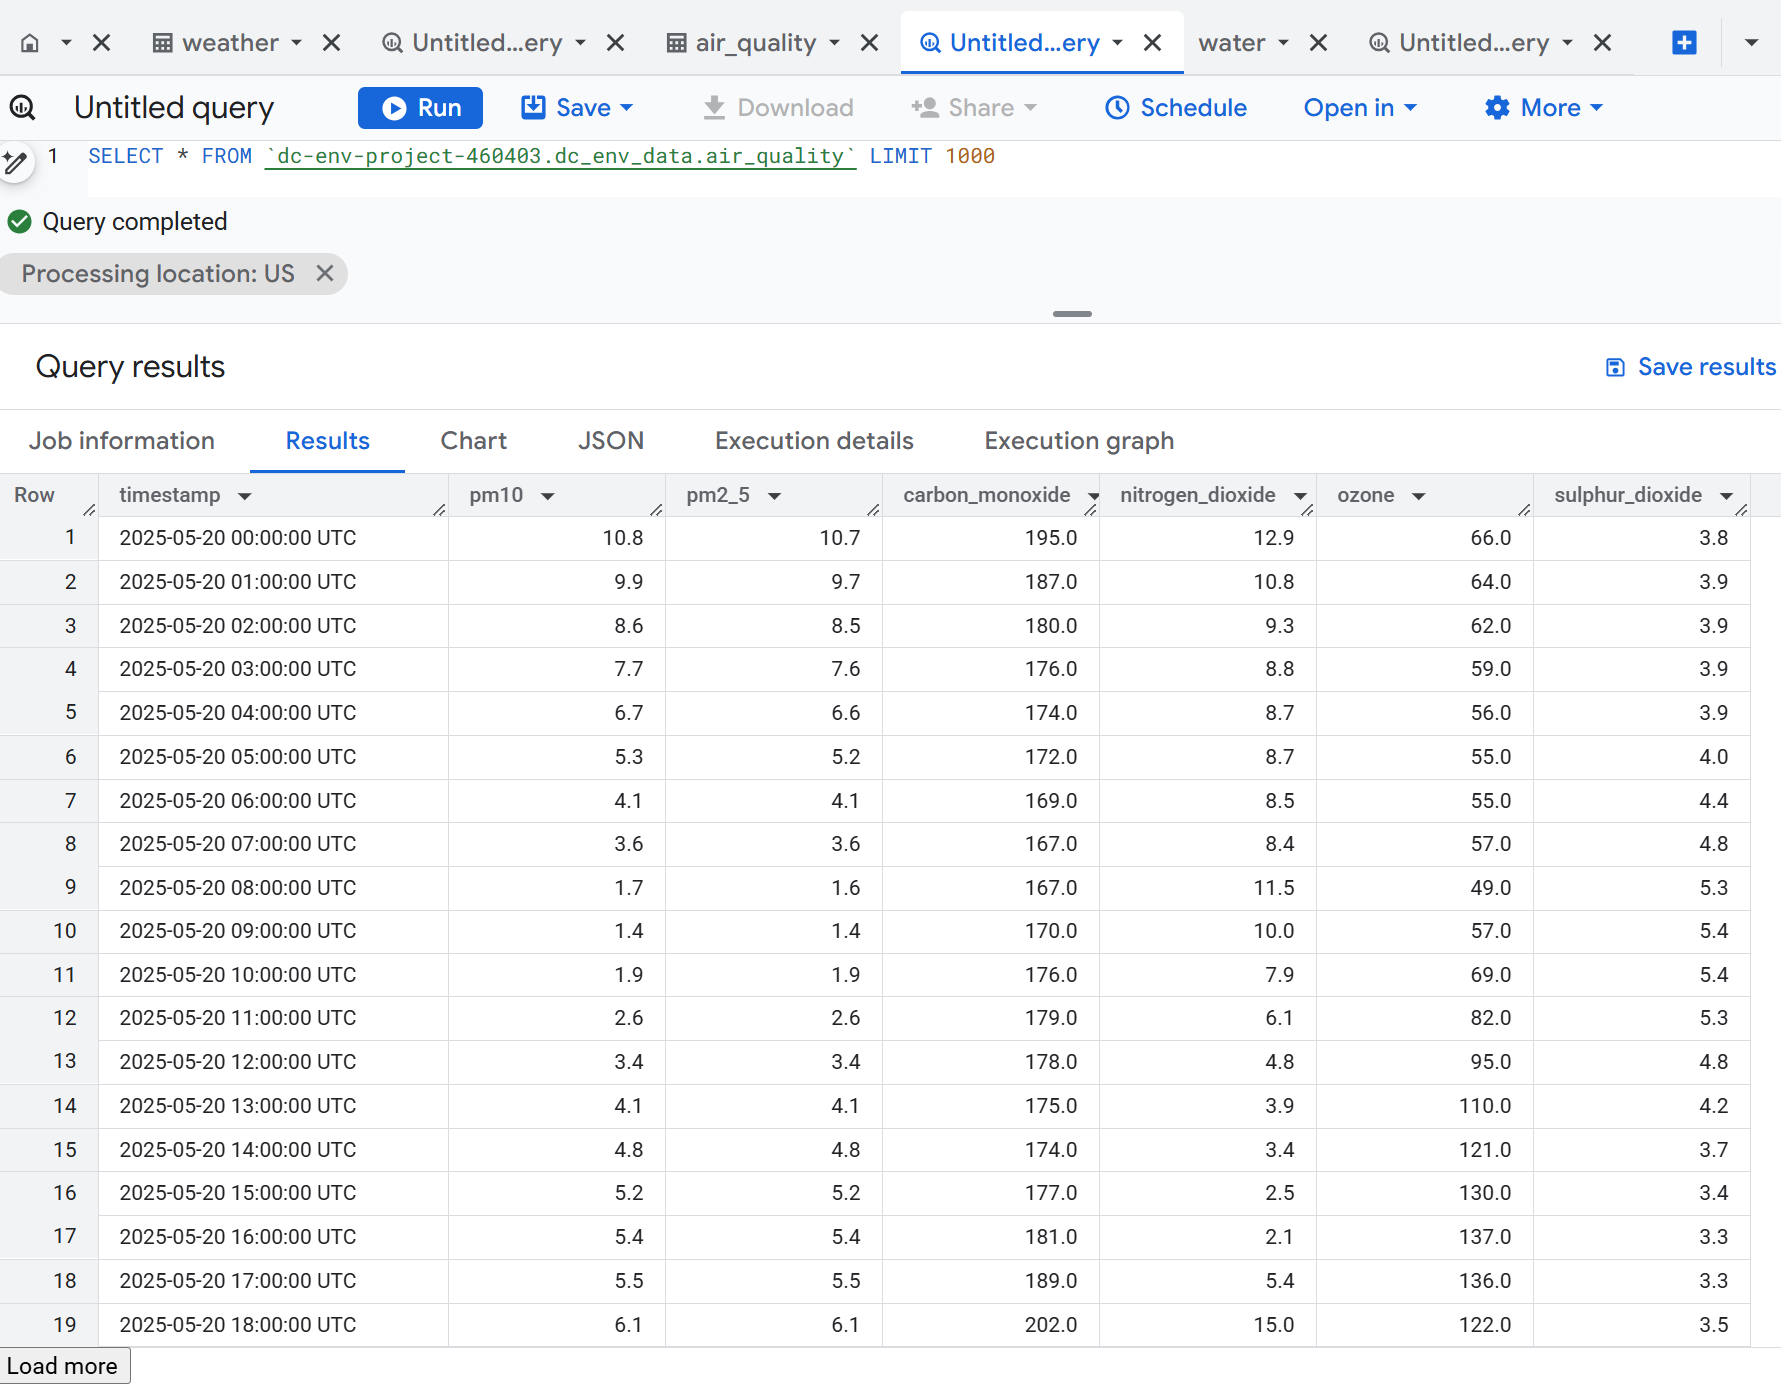 weather Untitled...ery air_quality Untitled...ery water Untitled...ery
Untitled query Run Save Download Share Schedule Open in More
1 SELECT * FROM `dc-env-project-460403.dc_env_data.air_quality` LIMIT 1000
Query completed
Processing location: US
Query results Save results
Job information Results Chart JSON Execution details Execution graph
Row timestamp pm10 pm2_5 carbon_monoxide nitrogen_dioxide ozone sulphur_dioxide
1 2025-05-20 00:00:00 UTC 10.8 10.7 195.0 12.9 66.0 3.8
2 2025-05-20 01:00:00 UTC 9.9 9.7 187.0 10.8 64.0 3.9
3 2025-05-20 02:00:00 UTC 8.6 8.5 180.0 9.3 62.0 3.9
4 2025-05-20 03:00:00 UTC 7.7 7.6 176.0 8.8 59.0 3.9
5 2025-05-20 04:00:00 UTC 6.7 6.6 174.0 8.7 56.0 3.9
6 2025-05-20 05:00:00 UTC 5.3 5.2 172.0 8.7 55.0 4.0
7 2025-05-20 06:00:00 UTC 4.1 4.1 169.0 8.5 55.0 4.4
8 2025-05-20 07:00:00 UTC 3.6 3.6 167.0 8.4 57.0 4.8
9 2025-05-20 08:00:00 UTC 1.7 1.6 167.0 11.5 49.0 5.3
10 2025-05-20 09:00:00 UTC 1.4 1.4 170.0 10.0 57.0 5.4
11 2025-05-20 10:00:00 UTC 1.9 1.9 176.0 7.9 69.0 5.4
12 2025-05-20 11:00:00 UTC 2.6 2.6 179.0 6.1 82.0 5.3
13 2025-05-20 12:00:00 UTC 3.4 3.4 178.0 4.8 95.0 4.8
14 2025-05-20 13:00:00 UTC 4.1 4.1 175.0 3.9 110.0 4.2
15 2025-05-20 14:00:00 UTC 4.8 4.8 174.0 3.4 121.0 3.7
16 2025-05-20 15:00:00 UTC 5.2 5.2 177.0 2.5 130.0 3.4
17 2025-05-20 16:00:00 UTC 5.4 5.4 181.0 2.1 137.0 3.3
18 2025-05-20 17:00:00 UTC 5.5 5.5 189.0 5.4 136.0 3.3
19 2025-05-20 18:00:00 UTC 6.1 6.1 202.0 15.0 122.0 3.5
Load more